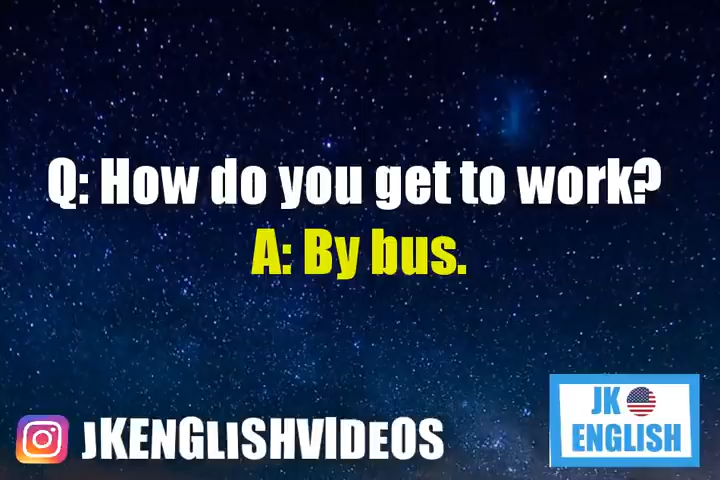 Q: How do you get to work?
A: By bus.
JKENGLISHVIDEOS
JK
ENGLISH